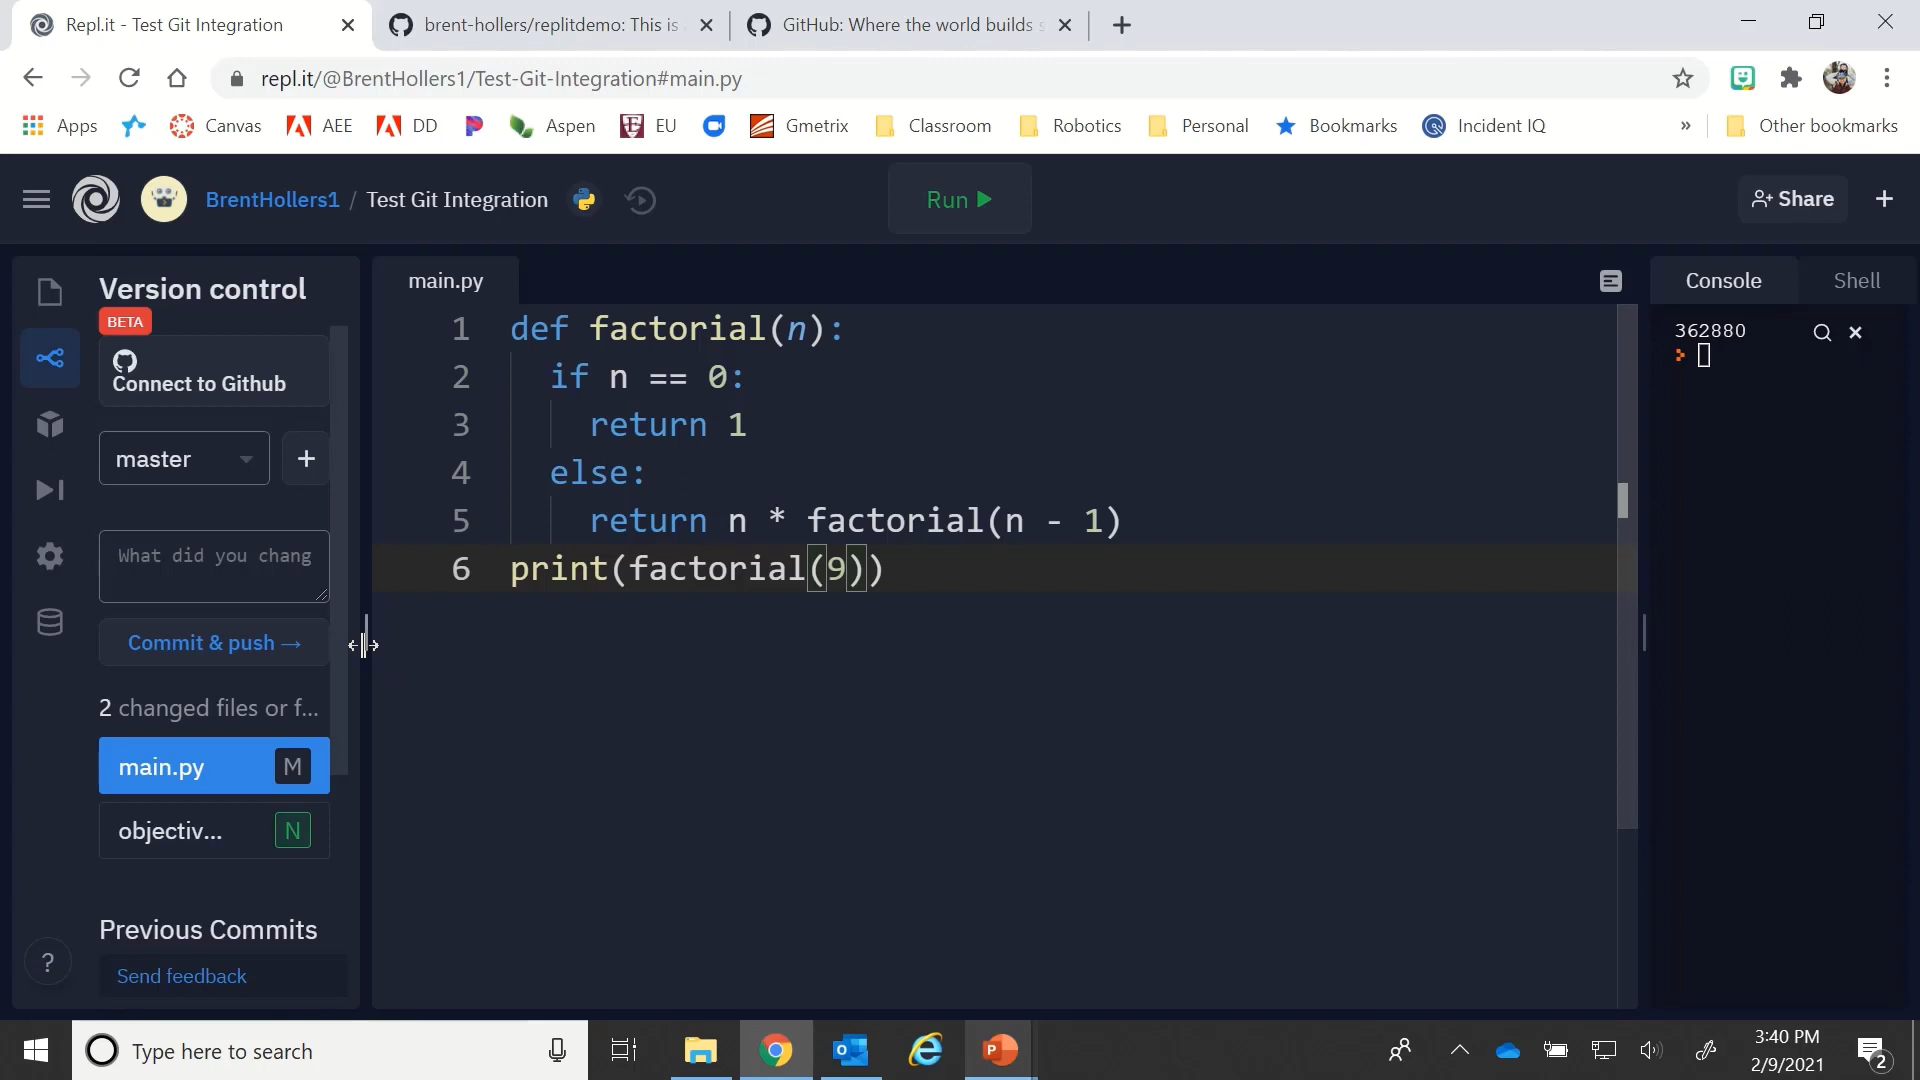 Repl.it - Test Git Integration
brent-hollers/replitdemo: This is
GitHub: Where the world builds s
repl.it/@BrentHollers1/Test-Git-Integration#main.py
Apps
Canvas
AEE
DD
Aspen
EU
Gmetrix
Classroom
Robotics
Personal
Bookmarks
Incident IQ
»
Other bookmarks
BrentHollers1 / Test Git Integration
Run
Share
Version control
BETA
Connect to Github
master
What did you chang
Commit & push →
2 changed files or f...
main.py M
objectiv... N
Previous Commits
Send feedback
?
main.py
1 def factorial(n):
2 if n == 0:
3 return 1
4 else:
5 return n * factorial(n - 1)
6 print(factorial(9))
Console
Shell
362880
Type here to search
3:40 PM
2/9/2021
2